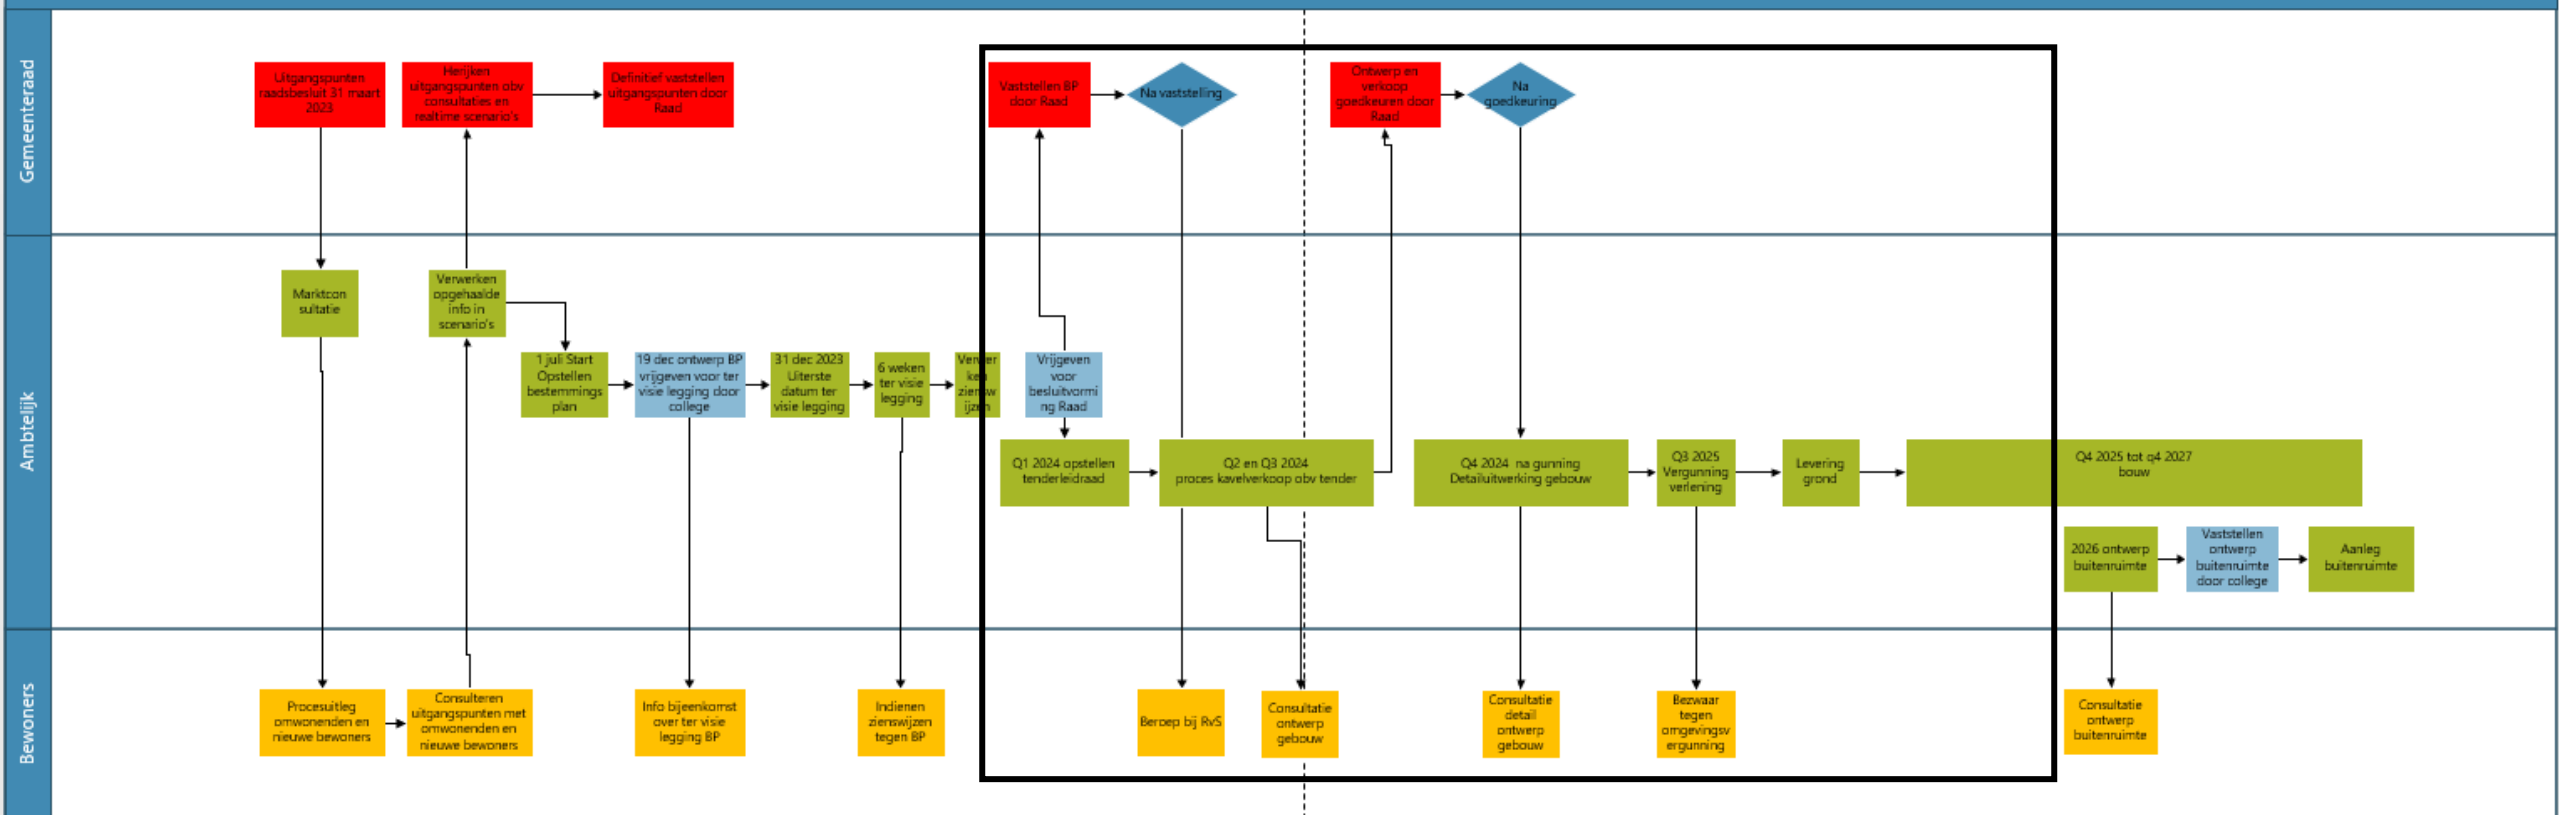 Gemeenteraad
Uitgangspunten
raadsbesluit 31 maart
2023
Herijken
uitgangspunten obv
consultaties en
realtime scenario's
Definitief vaststellen
uitgangspunten door
Raad
Vaststellen BP
door Raad
Na vaststelling
Ontwerp en
verkoop
goedkeuren door
Raad
Na
goedkeuring
Ambtelijk
Marktcon
sultatie
Verwerken
opgehaalde
info in
scenario's
1 juli Start
Opstellen
bestemmings
plan
19 dec ontwerp BP
vrijgeven voor ter
visie legging door
college
31 dec 2023
Uiterste
datum ter
visie legging
6 weken
ter visie
legging
Verwer
ken
zienswi
ijzen
Vrijgeven
voor
besluitvormi
ng Raad
Q1 2024 opstellen
tenderleidraad
Q2 en Q3 2024
proces kavelverkoop obv tender
Q4 2024 na gunning
Detailuitwerking gebouw
Q3 2025
Vergunning
verlening
Levering
grond
Q4 2025 tot q4 2027
bouw
2026 ontwerp
buitenruimte
Vaststellen
ontwerp
buitenruimte
door college
Aanleg
buitenruimte
Bewoners
Procesuitleg
omwonenden en
nieuwe bewoners
Consulteren
uitgangspunten met
omwonenden en
nieuwe bewoners
Info bijeenkomst
over ter visie
legging BP
Indienen
zienswijzen
tegen BP
Beroep bij RvS
Consultatie
ontwerp
gebouw
Consultatie
detail
ontwerp
gebouw
Bezwaar
tegen
omgevingsv
ergunning
Consultatie
ontwerp
buitenruimte